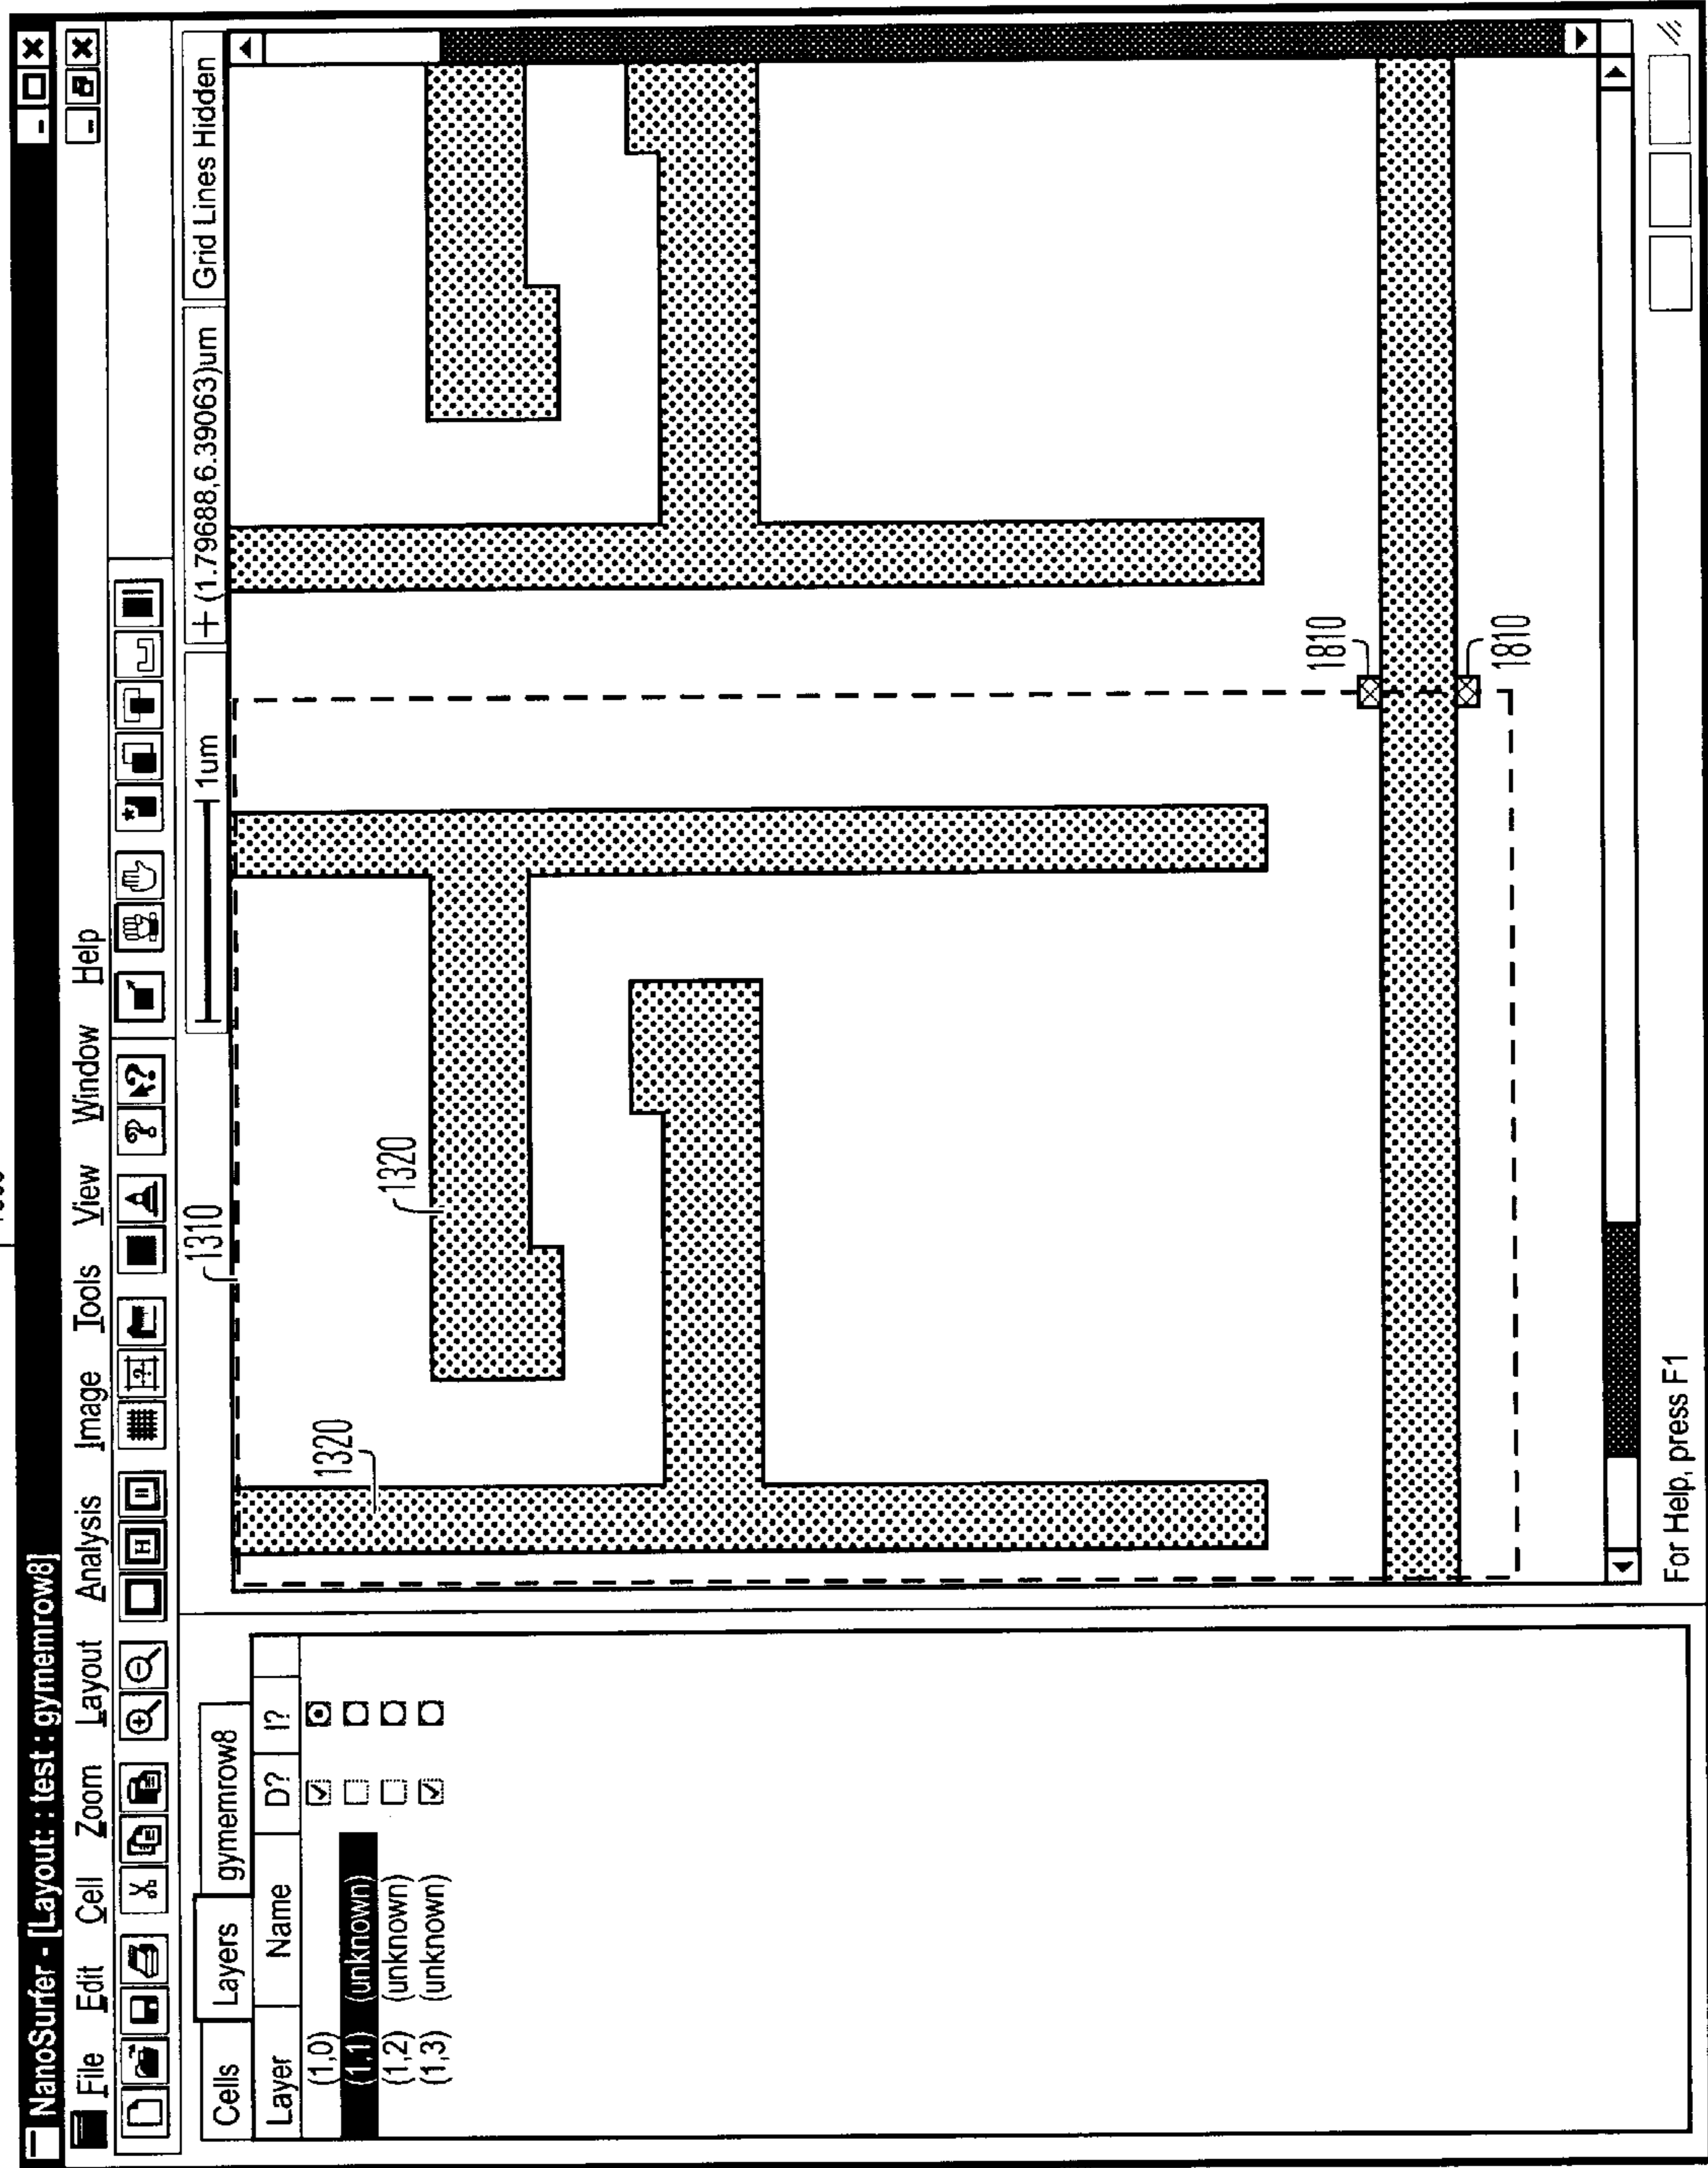 NanoSurfer - [Layout: : test : gymemrow8]
File Edit Cell Zoom Layout Analysis Image Tools View Window Help
1um
+ (1.79688,6.39063)um
Grid Lines Hidden
Cells Layers gymemrow8
Layer Name D? I?
(1,0)
(1,1) (unknown)
(1,2) (unknown)
(1,3) (unknown)
1310
1320
1320
1810
1810
For Help, press F1